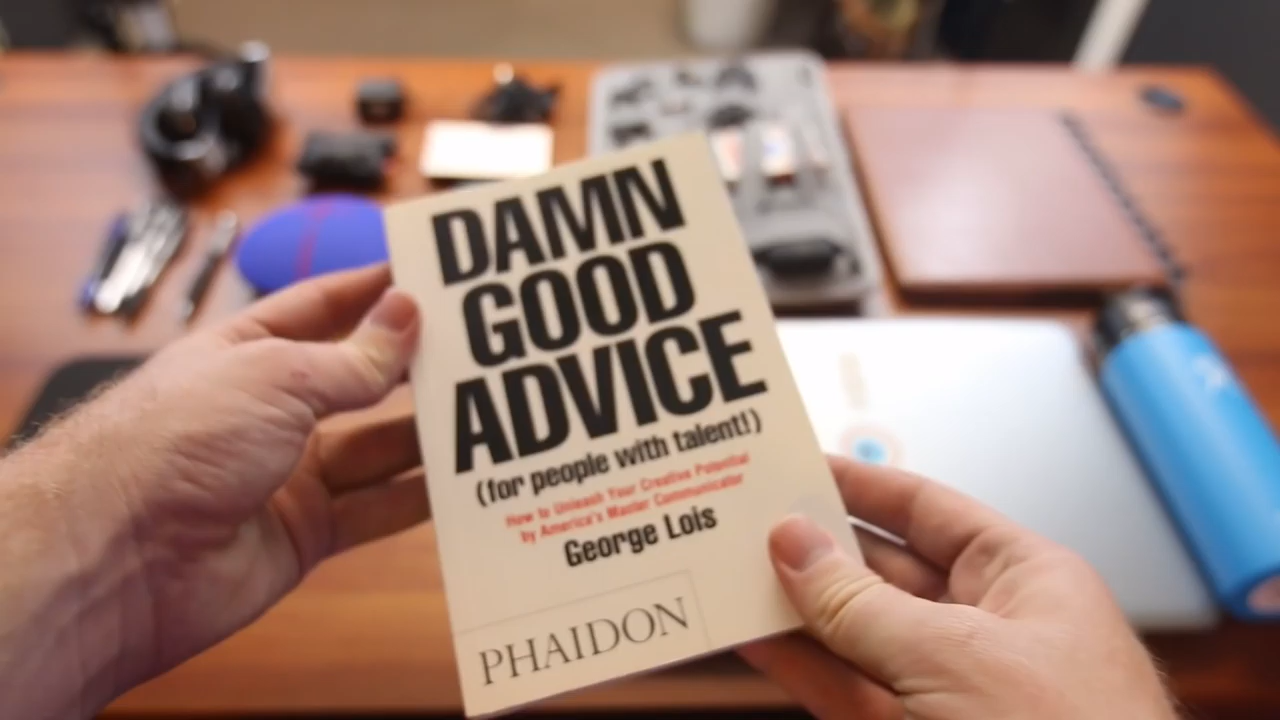 DAMN
GOOD
ADVICE
(for people with talent!)
How to Unleash Your Creative Potential
by America's Master Communicator
George Lois
PHAIDON